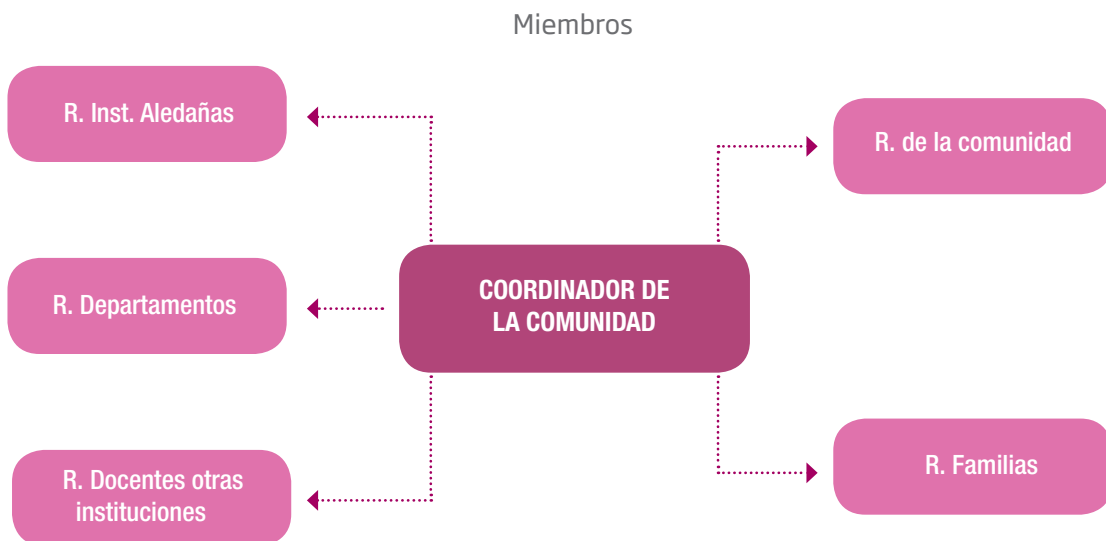 Miembros
R. Inst. Aledañas
R. de la comunidad
R. Departamentos
COORDINADOR DE
LA COMUNIDAD
R. Docentes otras
instituciones
R. Familias